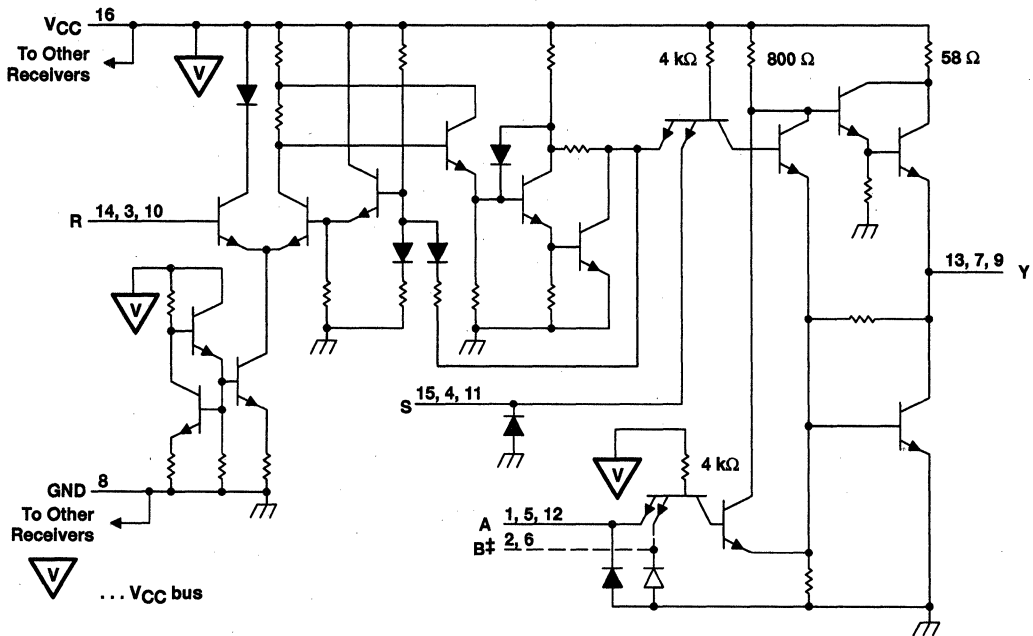 VCC 16
To Other
Receivers
V
4 kΩ
800 Ω
58 Ω
R 14, 3, 10
V
13, 7, 9 Y
S 15, 4, 11
V
4 kΩ
GND 8
To Other
Receivers
A 1, 5, 12
B‡ 2, 6
V
. . . VCC bus